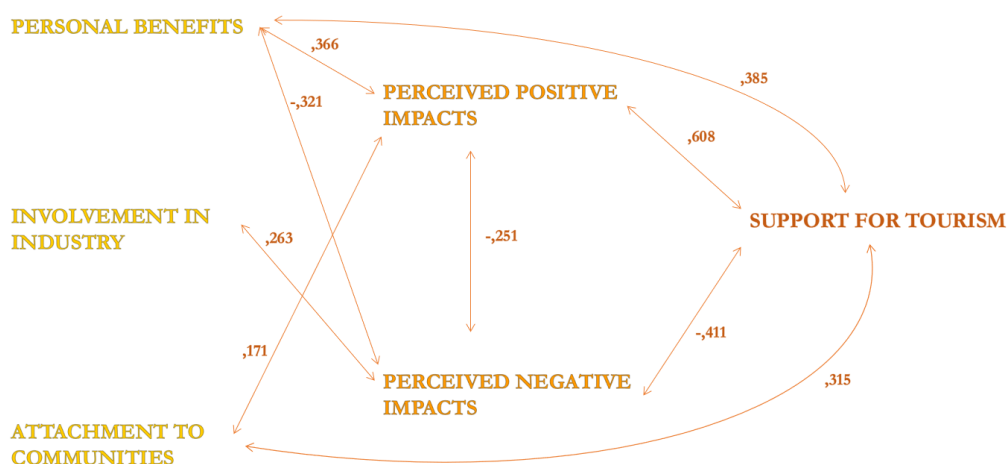 PERSONAL BENEFITS
,366
,385
-,321
PERCEIVED POSITIVE
IMPACTS
,608
INVOLVEMENT IN
INDUSTRY
,263
-,251
SUPPORT FOR TOURISM
-,411
,171
PERCEIVED NEGATIVE
IMPACTS
,315
ATTACHMENT TO
COMMUNITIES